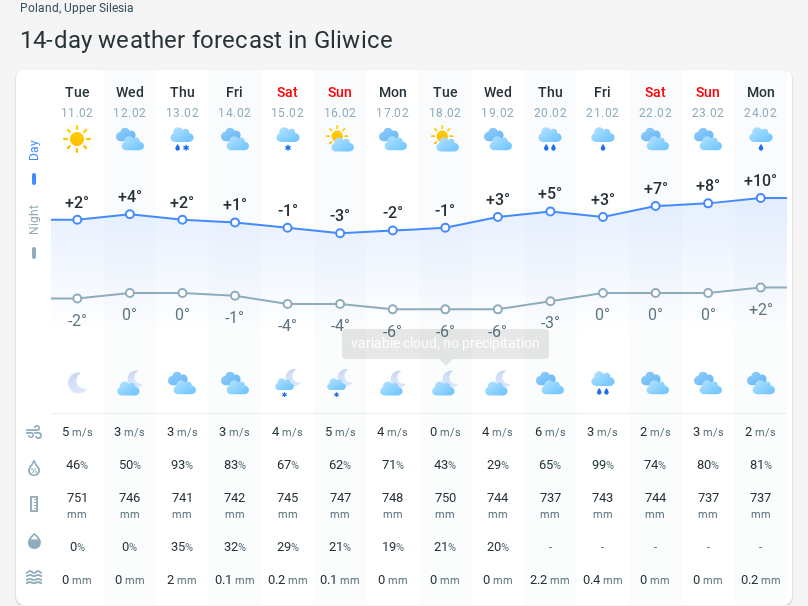 Poland, Upper Silesia
14-day weather forecast in Gliwice
Tue Wed Thu Fri Sat Sun Mon Tue Wed Thu Fri Sat Sun Mon
11.02 12.02 13.02 14.02 15.02 16.02 17.02 18.02 19.02 20.02 21.02 22.02 23.02 24.02
Day
+2° +4° +2° +1° -1° -3° -2° -1° +3° +5° +3° +7° +8° +10°
Night
-2° 0° 0° -1° -4° -4° -6° -6° -6° -3° 0° 0° 0° +2°
variable cloud, no precipitation
5 m/s 3 m/s 3 m/s 3 m/s 4 m/s 5 m/s 4 m/s 0 m/s 4 m/s 6 m/s 3 m/s 2 m/s 3 m/s 2 m/s
46% 50% 93% 83% 67% 62% 71% 43% 29% 65% 99% 74% 80% 81%
751 746 741 742 745 747 748 750 744 737 743 744 737 737
mm mm mm mm mm mm mm mm mm mm mm mm mm mm
0% 0% 35% 32% 29% 21% 19% 21% 20% - - - - -
0 mm 0 mm 2 mm 0.1 mm 0.2 mm 0.1 mm 0 mm 0 mm 0 mm 2.2 mm 0.4 mm 0 mm 0 mm 0.2 mm